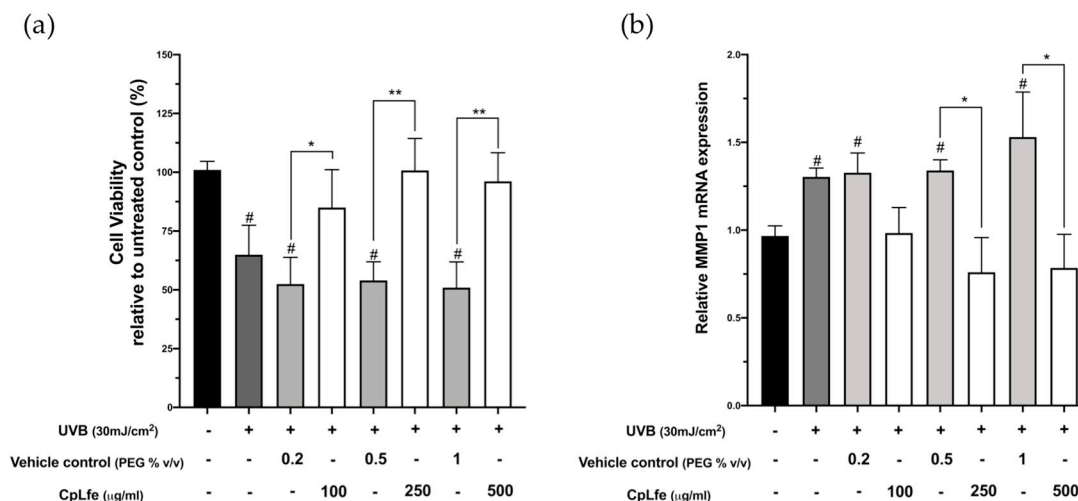 (a)
(b)
Cell Viability
relative to untreated control (%)
150
125
100
75
50
25
0
#
#
*
#
**
#
**
UVB (30mJ/cm²) - + + + + + + +
Vehicle control (PEG % v/v) - - 0.2 - 0.5 - 1 -
CpLfe (µg/ml) - - - 100 - 250 - 500
Relative MMP1 mRNA expression
2.0
1.5
1.0
0.5
0.0
#
#
#
*
#
*
UVB (30mJ/cm²) - + + + + + + +
Vehicle control (PEG % v/v) - - 0.2 - 0.5 - 1 -
CpLfe (µg/ml) - - - 100 - 250 - 500